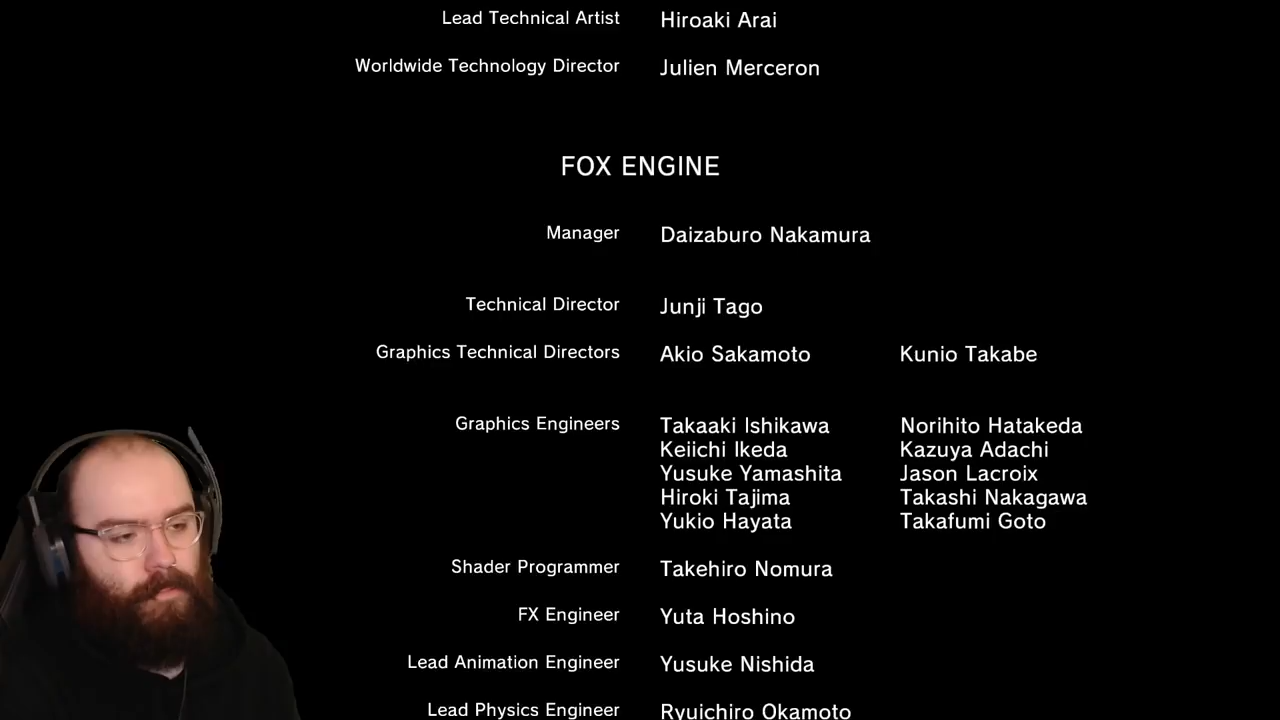 Lead Technical Artist Hiroaki Arai
Worldwide Technology Director Julien Merceron
FOX ENGINE
Manager Daizaburo Nakamura
Technical Director Junji Tago
Graphics Technical Directors Akio Sakamoto Kunio Takabe
Graphics Engineers Takaaki Ishikawa Norihito Hatakeda
Keiichi Ikeda Kazuya Adachi
Yusuke Yamashita Jason Lacroix
Hiroki Tajima Takashi Nakagawa
Yukio Hayata Takafumi Goto
Shader Programmer Takehiro Nomura
FX Engineer Yuta Hoshino
Lead Animation Engineer Yusuke Nishida
Lead Physics Engineer Ryuichiro Okamoto